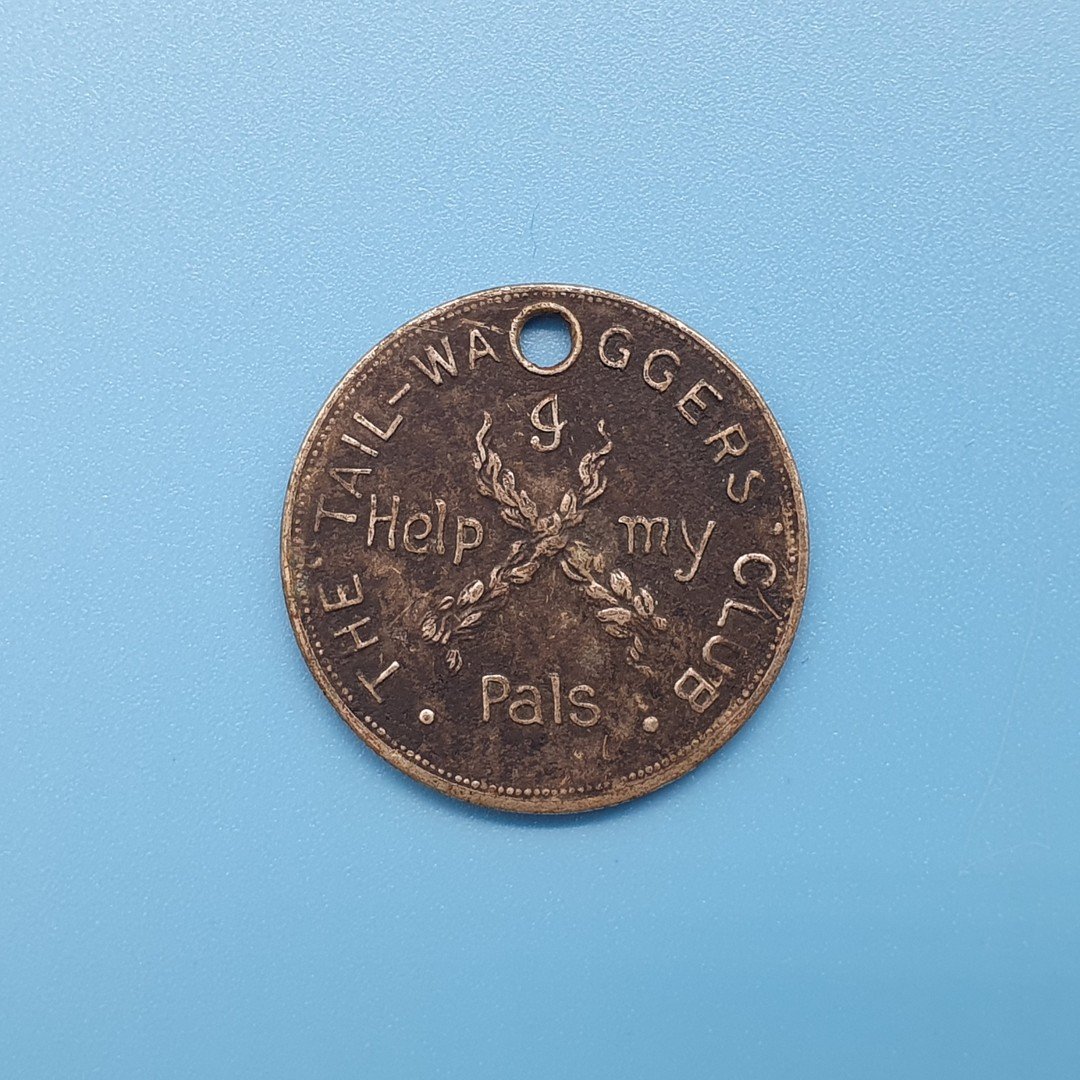 THE TAIL-WAGGERS CLUB
I
Help my
Pals